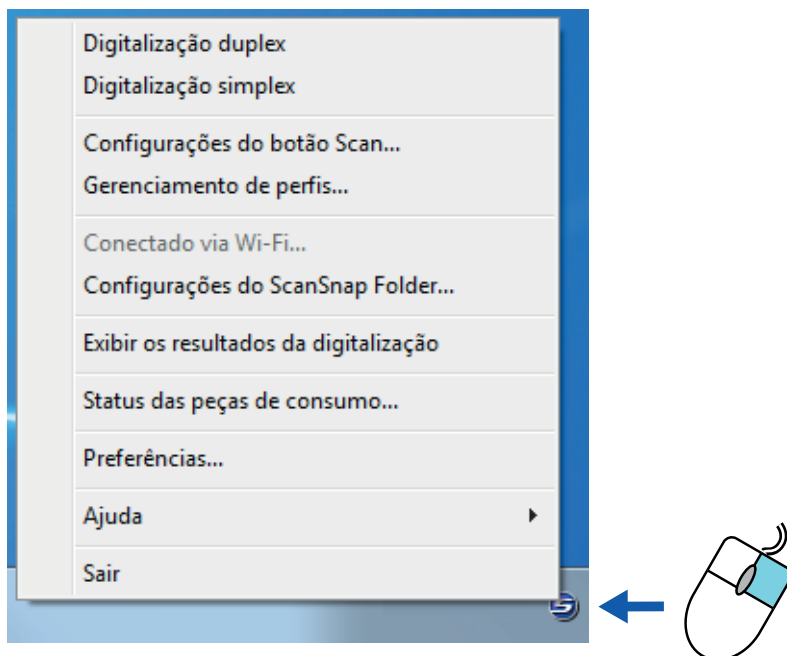 Digitalização duplex
Digitalização simplex
Configurações do botão Scan...
Gerenciamento de perfis...
Conectado via Wi-Fi...
Configurações do ScanSnap Folder...
Exibir os resultados da digitalização
Status das peças de consumo...
Preferências...
Ajuda
Sair